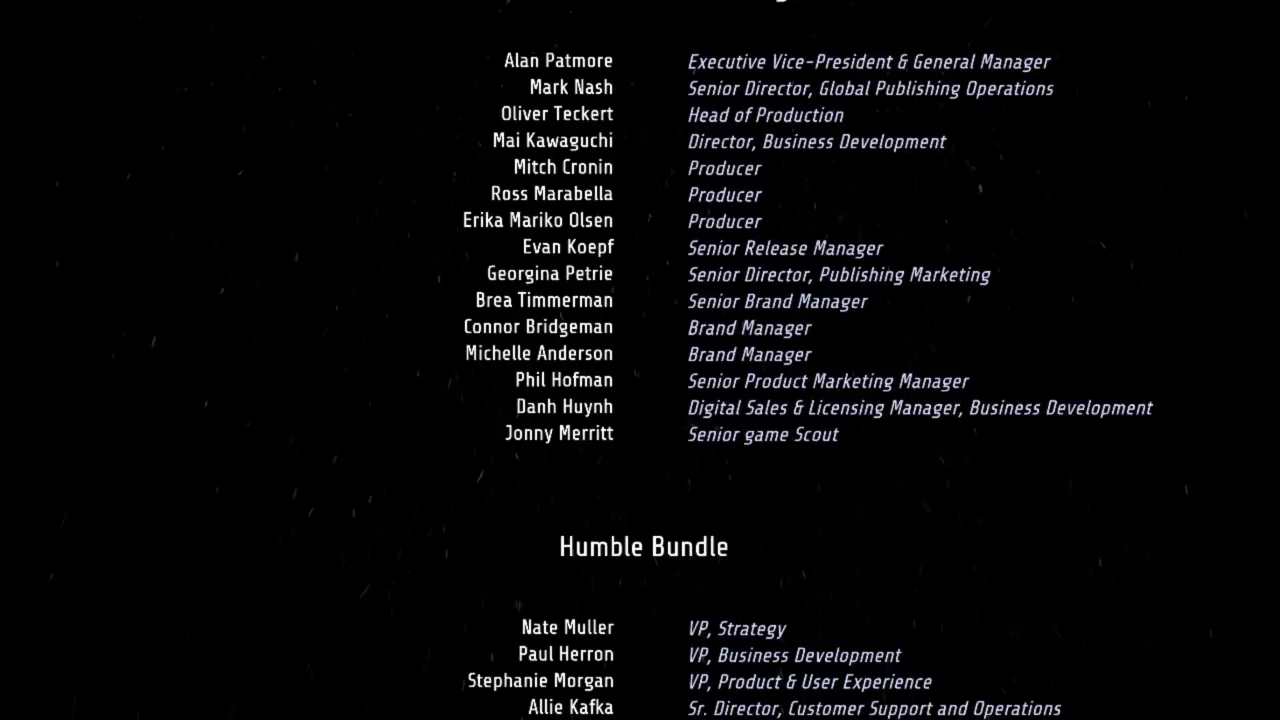 Alan Patmore Executive Vice-President & General Manager
Mark Nash Senior Director, Global Publishing Operations
Oliver Teckert Head of Production
Mai Kawaguchi Director, Business Development
Mitch Cronin Producer
Ross Marabella Producer
Erika Mariko Olsen Producer
Evan Koepf Senior Release Manager
Georgina Petrie Senior Director, Publishing Marketing
Brea Timmerman Senior Brand Manager
Connor Bridgeman Brand Manager
Michelle Anderson Brand Manager
Phil Hofman Senior Product Marketing Manager
Danh Huynh Digital Sales & Licensing Manager, Business Development
Jonny Merritt Senior game Scout
Humble Bundle
Nate Muller VP, Strategy
Paul Herron VP, Business Development
Stephanie Morgan VP, Product & User Experience
Allie Kafka Sr. Director, Customer Support and Operations